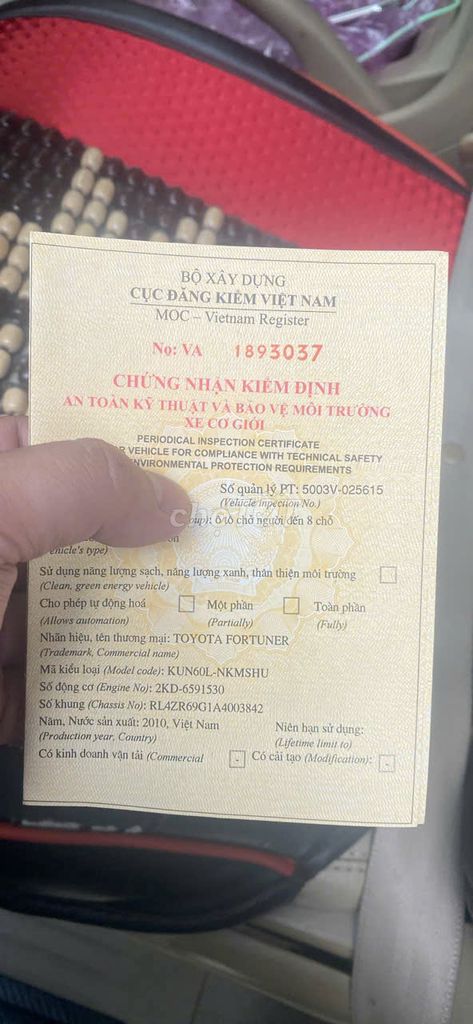 BỘ XÂY DỰNG
CỤC ĐĂNG KIỂM VIỆT NAM
MOC – Vietnam Register
No: VA 1893037
CHỨNG NHẬN KIỂM ĐỊNH
AN TOÀN KỸ THUẬT VÀ BẢO VỆ MÔI TRƯỜNG
XE CƠ GIỚI
PERIODICAL INSPECTION CERTIFICATE
VEHICLE FOR COMPLIANCE WITH TECHNICAL SAFETY
ENVIRONMENTAL PROTECTION REQUIREMENTS
Số quản lý PT: 5003V-025615
(Vehicle inpection No.)
ô tô chở người đến 8 chỗ
type)
Sử dụng năng lượng sạch, năng lượng xanh, thân thiện môi trường
(Clean, green energy vehicle)
Cho phép tự động hoá Một phần Toàn phần
(Allows automation) (Partially) (Fully)
Nhãn hiệu, tên thương mại: TOYOTA FORTUNER
(Trademark, Commercial name)
Mã kiểu loại (Model code): KUN60L-NKMSHU
Số động cơ (Engine No): 2KD-6591530
Số khung (Chassis No): RL4ZR69G1A4003842
Năm, Nước sản xuất: 2010, Việt Nam Niên hạn sử dụng:
(Production year, Country) (Lifetime limit to)
Có kinh doanh vận tải (Commercial - Có cải tạo (Modification): -